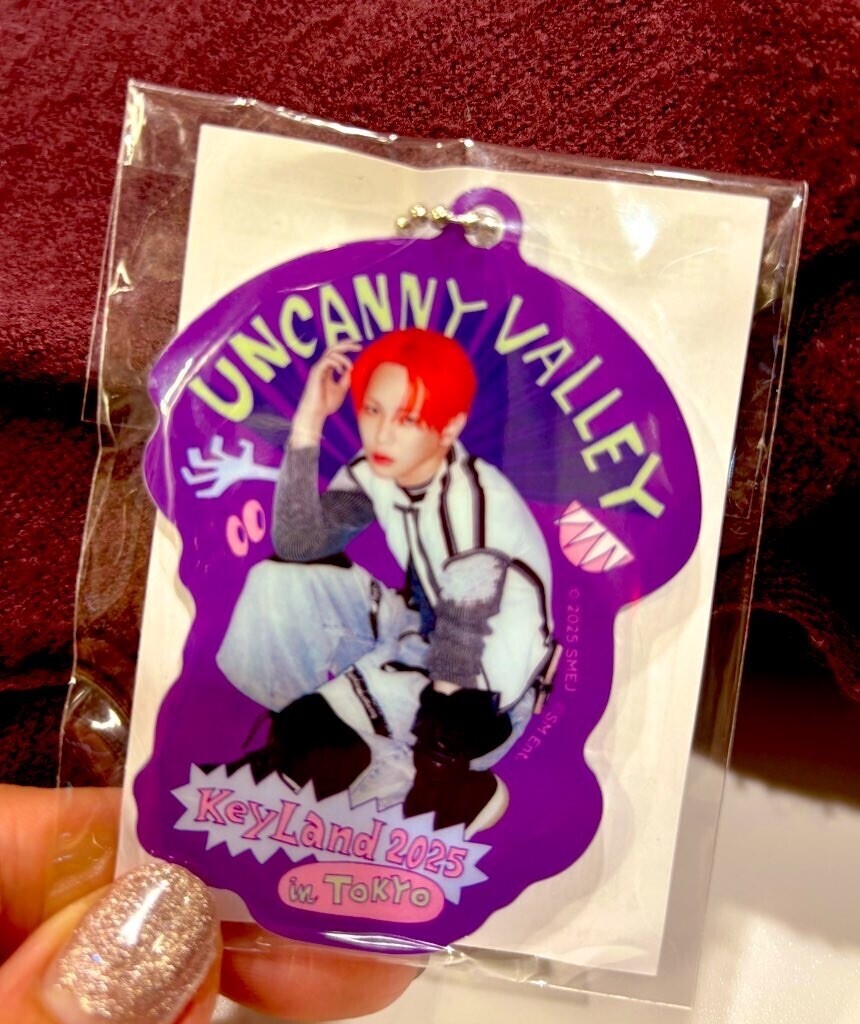 UNCANNY VALLEY
© 2025 SMEJ ©SM Ent
KeyLand 2025
in TOKYO